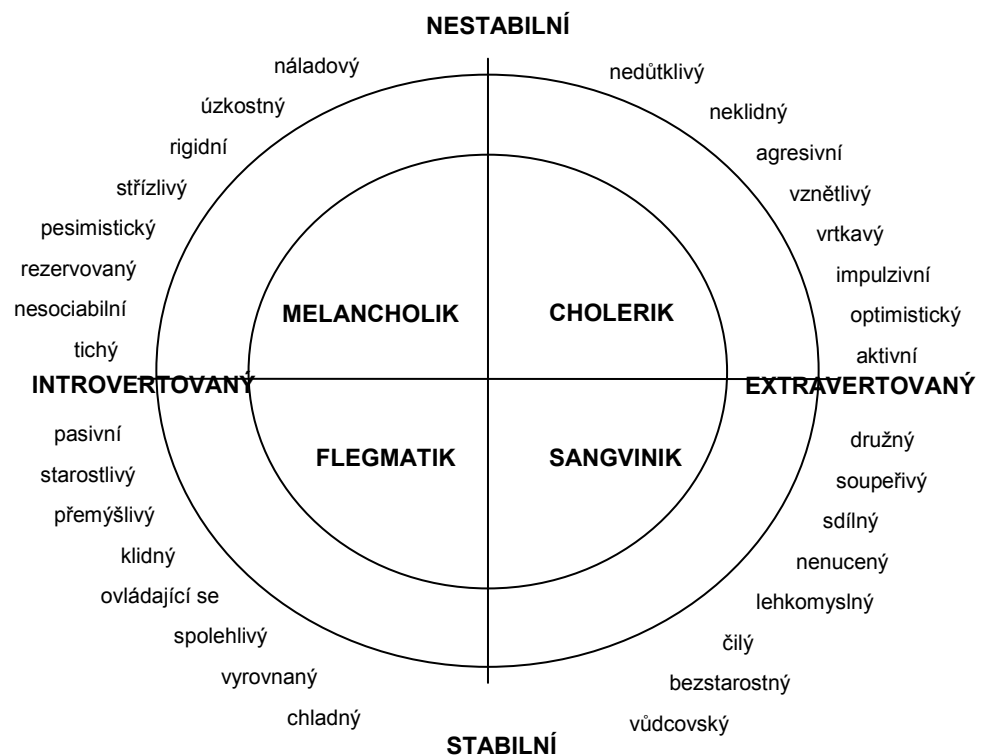 NESTABILNÍ
náladový
úzkostný
rigidní
střízlivý
pesimistický
rezervovaný
nesociabilní
tichý
nedůtklivý
neklidný
agresivní
vznětlivý
vrtkavý
impulzivní
optimistický
aktivní
MELANCHOLIK
CHOLERIK
INTROVERTOVANÝ
EXTRAVERTOVANÝ
FLEGMATIK
SANGVINIK
pasivní
starostlivý
přemýšlivý
klidný
ovládající se
spolehlivý
vyrovnaný
chladný
družný
soupeřivý
sdílný
nenucený
lehkomyslný
čilý
bezstarostný
vůdcovský
STABILNÍ